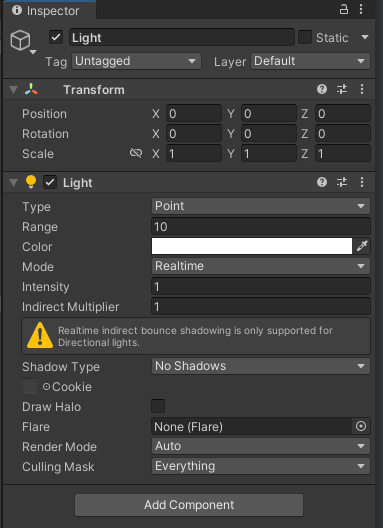 Inspector
Light Static
Tag Untagged Layer Default
Transform
Position X 0 Y 0 Z 0
Rotation X 0 Y 0 Z 0
Scale X 1 Y 1 Z 1
Light
Type Point
Range 10
Color
Mode Realtime
Intensity 1
Indirect Multiplier 1
Realtime indirect bounce shadowing is only supported for
Directional lights.
Shadow Type No Shadows
Cookie
Draw Halo
Flare None (Flare)
Render Mode Auto
Culling Mask Everything
Add Component